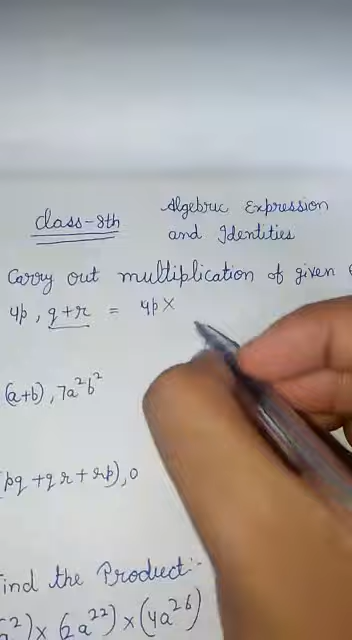 class-8th
Algebric Expression
and Identities
Carry out multiplication of given
4p, q+r = 4p×
(a+b), 7a²b²
pq + qr + rp), 0
ind the Product:-
²) × (2a²²) × (4a²⁶)